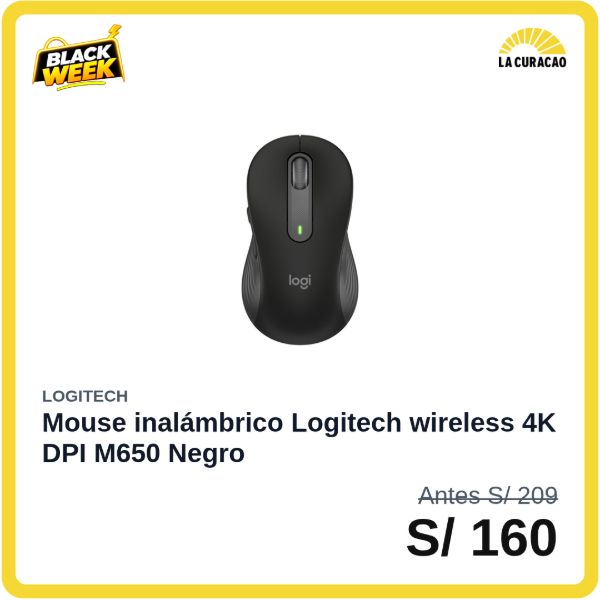 BLACK
WEEK
LA CURACAO
logi
LOGITECH
Mouse inalámbrico Logitech wireless 4K
DPI M650 Negro
Antes S/ 209
S/ 160